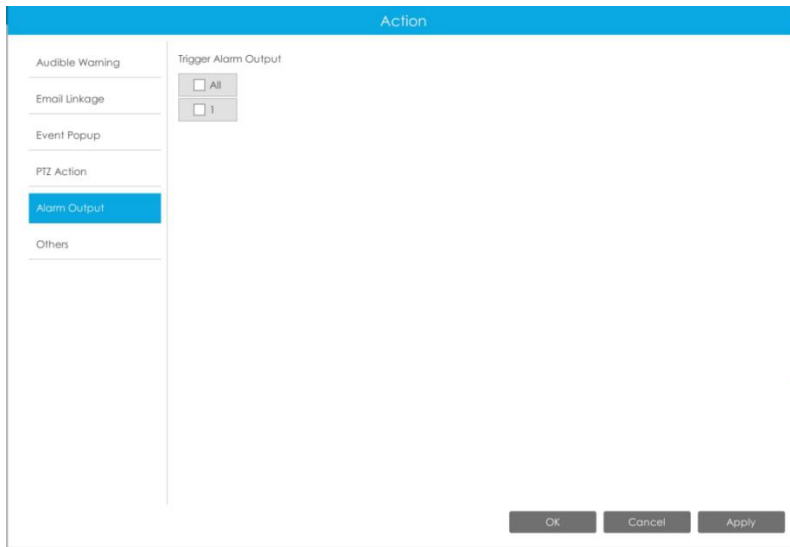 Action
Audible Warning
Email Linkage
Event Popup
PTZ Action
Alarm Output
Others
Trigger Alarm Output
All
1
OK
Cancel
Apply